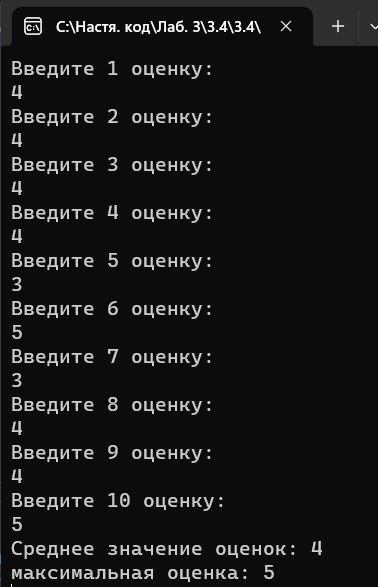 C:\Настя. код\Лаб. 3\3.4\3.4\
Введите 1 оценку:
4
Введите 2 оценку:
4
Введите 3 оценку:
4
Введите 4 оценку:
4
Введите 5 оценку:
3
Введите 6 оценку:
5
Введите 7 оценку:
3
Введите 8 оценку:
4
Введите 9 оценку:
4
Введите 10 оценку:
5
Среднее значение оценок: 4
максимальная оценка: 5